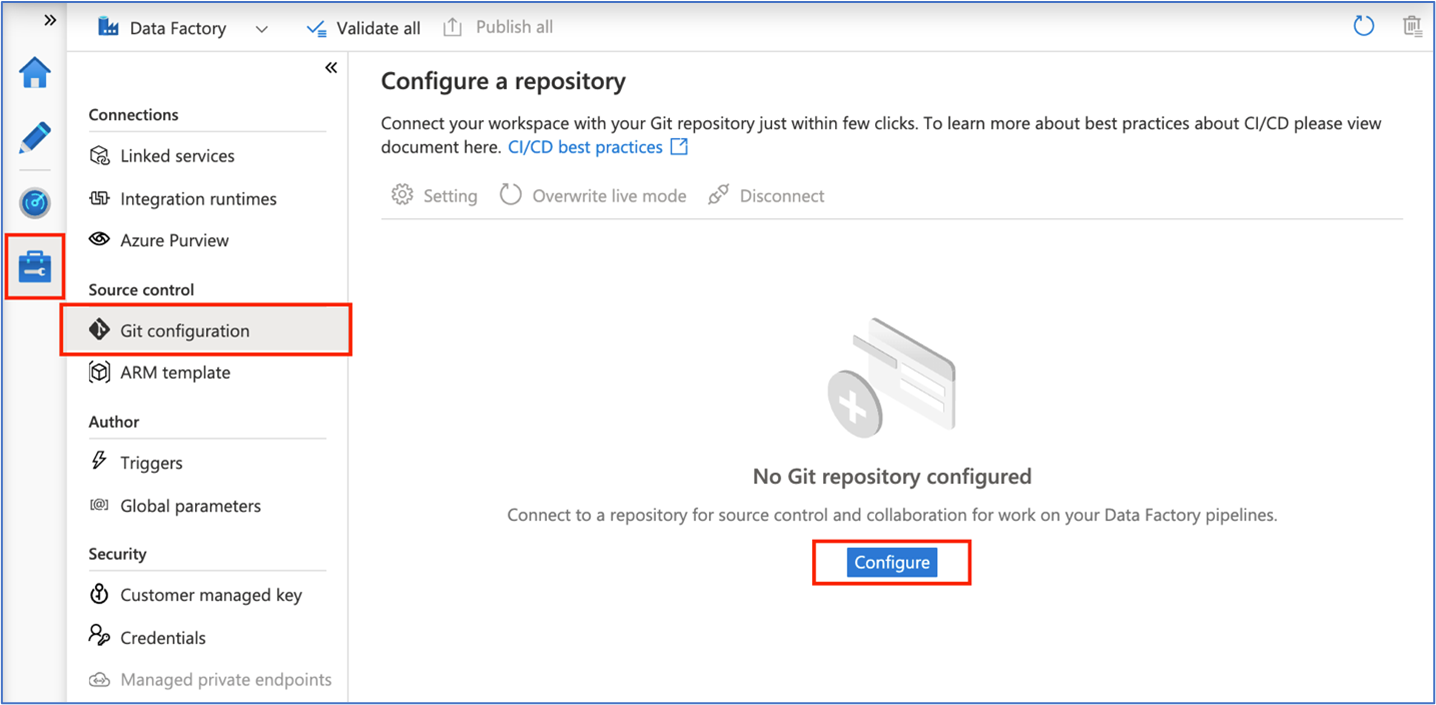 Data Factory
Validate all
Publish all
Connections
Linked services
Integration runtimes
Azure Purview
Source control
Git configuration
ARM template
Author
Triggers
Global parameters
Security
Customer managed key
Credentials
Managed private endpoints
Configure a repository
Connect your workspace with your Git repository just within few clicks. To learn more about best practices about CI/CD please view
document here. CI/CD best practices
Setting
Overwrite live mode
Disconnect
No Git repository configured
Connect to a repository for source control and collaboration for work on your Data Factory pipelines.
Configure